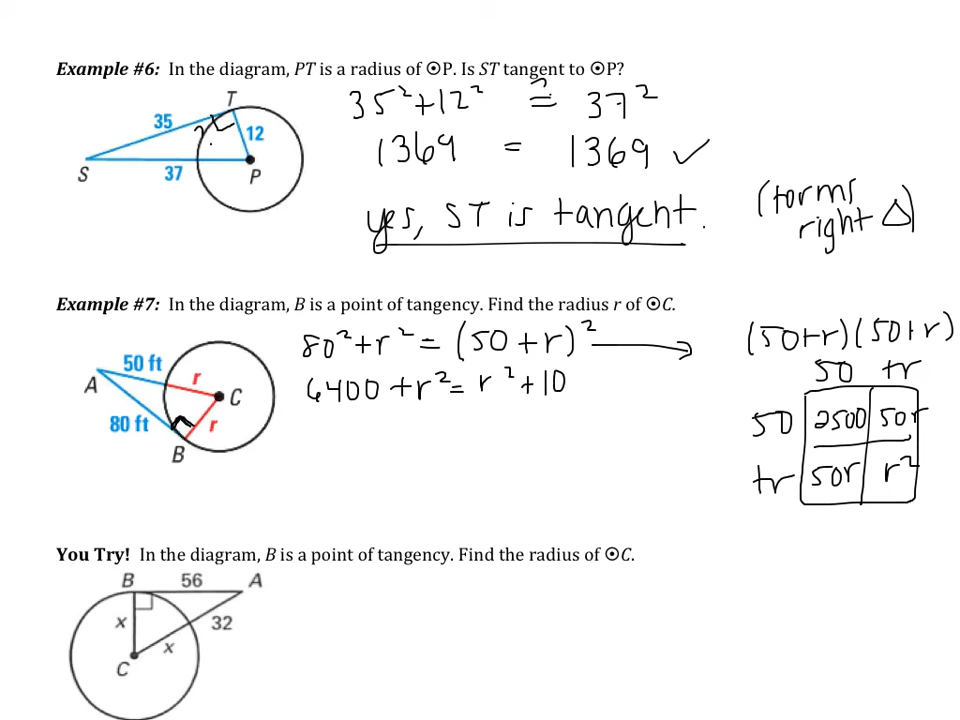 Example #6: In the diagram, PT is a radius of ⊙P. Is ST tangent to ⊙P?
T
35
12
S
37
P
35² + 12² ≟ 37²
1369 = 1369 ✓
yes, ST is tangent.
(forms
right △)
Example #7: In the diagram, B is a point of tangency. Find the radius r of ⊙C.
50 ft
A
r
C
80 ft
r
B
80² + r² = (50 + r)²
6400 + r² = r² + 10
(50+r)(50+r)
50 +r
50 2500 50r
+r 50r r²
You Try! In the diagram, B is a point of tangency. Find the radius of ⊙C.
B 56 A
x
32
x
C